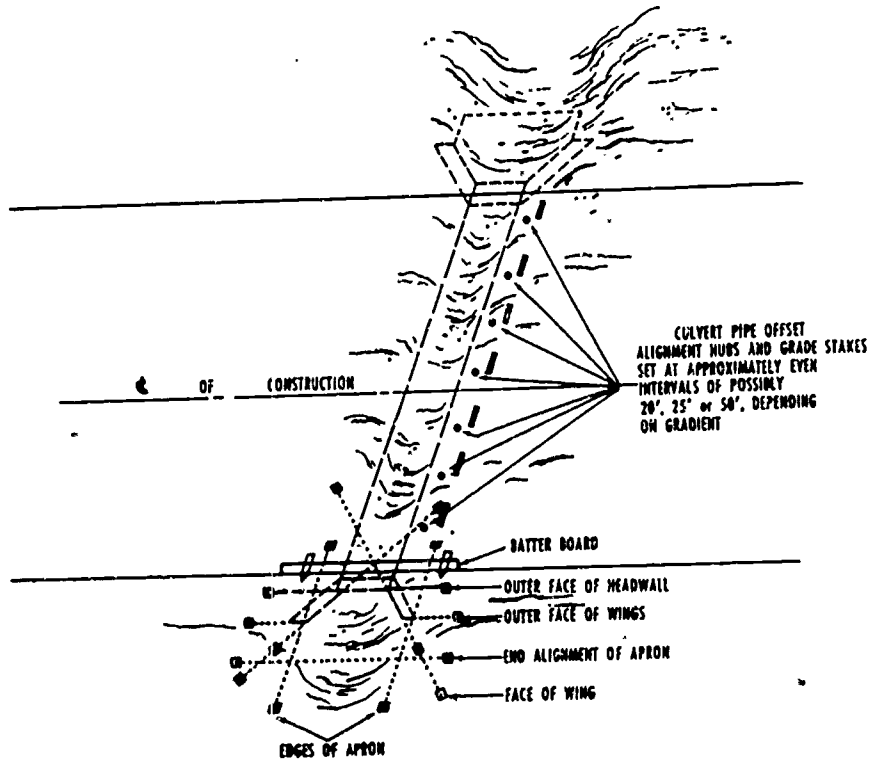 CULVERT PIPE OFFSET
ALIGNMENT HUBS AND GRADE STAKES
SET AT APPROXIMATELY EVEN
INTERVALS OF POSSIBLY
20', 25' or 50', DEPENDING
ON GRADIENT
℄ OF CONSTRUCTION
BATTER BOARD
OUTER FACE OF HEADWALL
OUTER FACE OF WINGS
END ALIGNMENT OF APRON
FACE OF WING
EDGES OF APRON